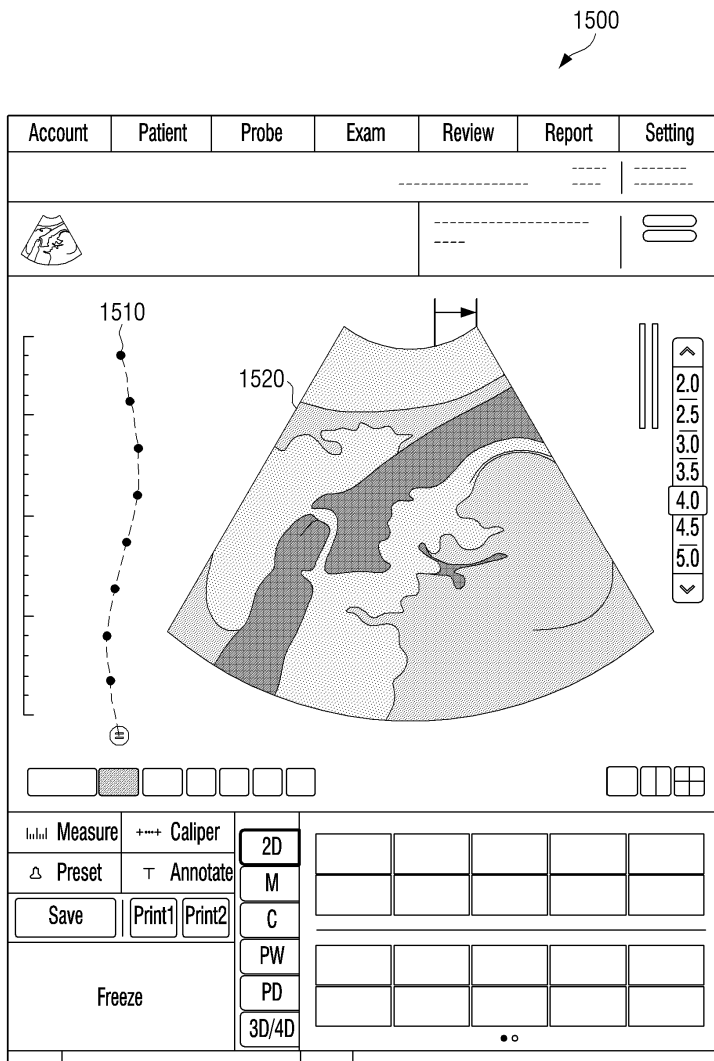 1500
Account Patient Probe Exam Review Report Setting
1510
1520
2.0
2.5
3.0
3.5
4.0
4.5
5.0
Measure Caliper
Preset Annotate
Save Print1 Print2
Freeze
2D
M
C
PW
PD
3D/4D